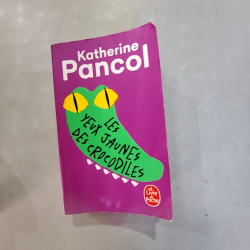 Katherine
Pancol
LES
YEUX JAUNES
DES CROCODILES
Le Livre
de Poche